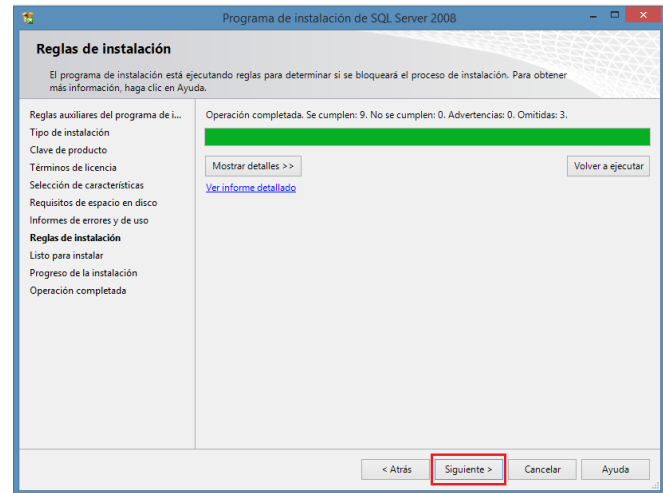 Programa de instalación de SQL Server 2008
Reglas de instalación
El programa de instalación está ejecutando reglas para determinar si se bloqueará el proceso de instalación. Para obtener
más información, haga clic en Ayuda.
Reglas auxiliares del programa de i...
Tipo de instalación
Clave de producto
Términos de licencia
Selección de características
Requisitos de espacio en disco
Informes de errores y de uso
Reglas de instalación
Listo para instalar
Progreso de la instalación
Operación completada
Operación completada. Se cumplen: 9. No se cumplen: 0. Advertencias: 0. Omitidas: 3.
Mostrar detalles >>
Volver a ejecutar
Ver informe detallado
< Atrás
Siguiente >
Cancelar
Ayuda